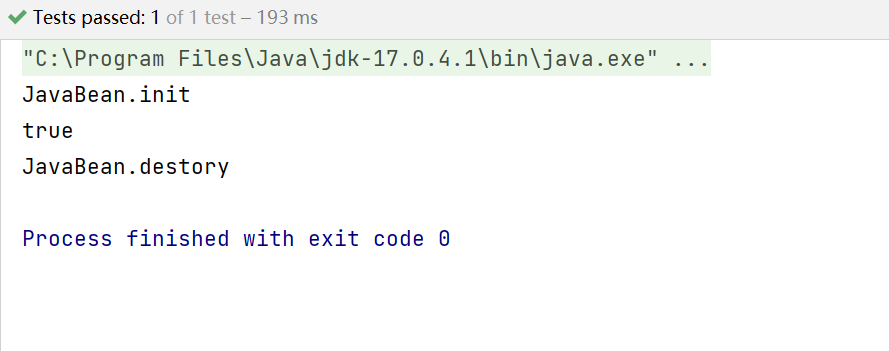 Tests passed: 1 of 1 test – 193 ms
"C:\Program Files\Java\jdk-17.0.4.1\bin\java.exe" ...
JavaBean.init
true
JavaBean.destory
Process finished with exit code 0